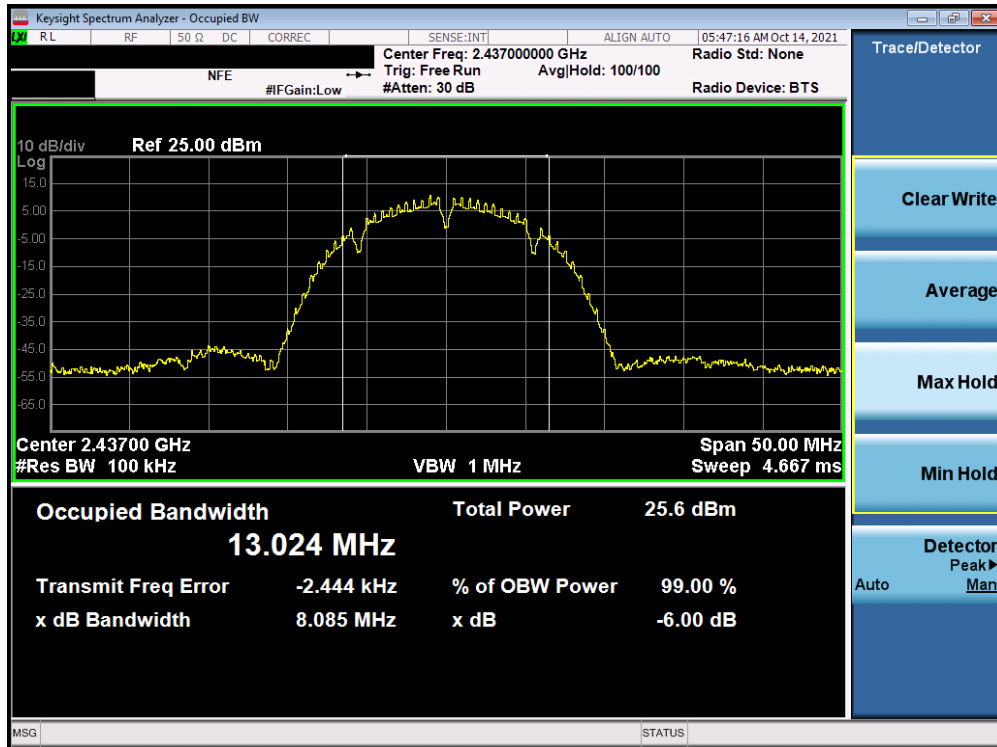 Keysight Spectrum Analyzer - Occupied BW
LXI RL RF 50 Ω DC CORREC SENSE:INT ALIGN AUTO 05:47:16 AM Oct 14, 2021
Center Freq: 2.437000000 GHz Radio Std: None
NFE Trig: Free Run Avg|Hold: 100/100
#IFGain:Low #Atten: 30 dB Radio Device: BTS
10 dB/div Ref 25.00 dBm
Log
15.0
5.00
-5.00
-15.0
-25.0
-35.0
-45.0
-55.0
-65.0
Center 2.43700 GHz Span 50.00 MHz
#Res BW 100 kHz VBW 1 MHz Sweep 4.667 ms
Occupied Bandwidth Total Power 25.6 dBm
13.024 MHz
Transmit Freq Error -2.444 kHz % of OBW Power 99.00 %
x dB Bandwidth 8.085 MHz x dB -6.00 dB
MSG STATUS
Trace/Detector
Clear Write
Average
Max Hold
Min Hold
Detector
Peak▶
Auto Man